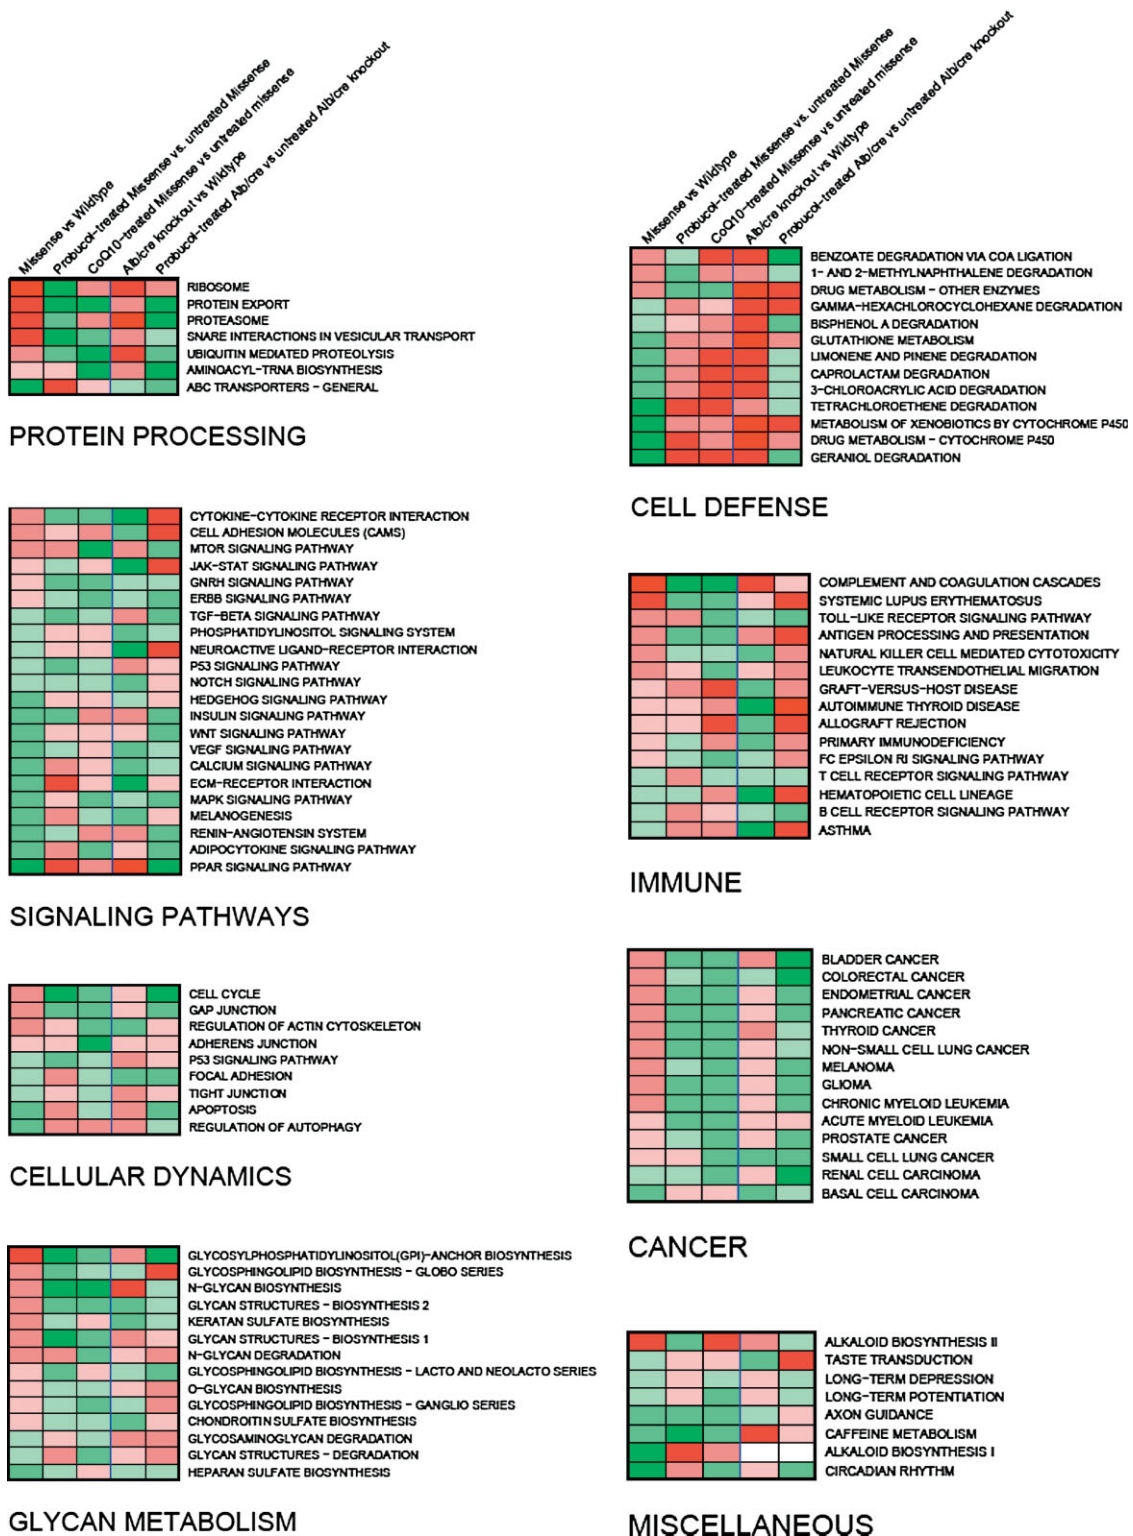 Missense vs Wildtype
Probucol-treated Missense vs. untreated Missense
CoQ10-treated Missense vs untreated missense
Alb/cre knockout vs Wildtype
Probucol-treated Alb/cre vs untreated Alb/cre knockout
RIBOSOME
PROTEIN EXPORT
PROTEASOME
SNARE INTERACTIONS IN VESICULAR TRANSPORT
UBIQUITIN MEDIATED PROTEOLYSIS
AMINOACYL-TRNA BIOSYNTHESIS
ABC TRANSPORTERS - GENERAL
PROTEIN PROCESSING
CYTOKINE-CYTOKINE RECEPTOR INTERACTION
CELL ADHESION MOLECULES (CAMS)
MTOR SIGNALING PATHWAY
JAK-STAT SIGNALING PATHWAY
GNRH SIGNALING PATHWAY
ERBB SIGNALING PATHWAY
TGF-BETA SIGNALING PATHWAY
PHOSPHATIDYLINOSITOL SIGNALING SYSTEM
NEUROACTIVE LIGAND-RECEPTOR INTERACTION
P53 SIGNALING PATHWAY
NOTCH SIGNALING PATHWAY
HEDGEHOG SIGNALING PATHWAY
INSULIN SIGNALING PATHWAY
WNT SIGNALING PATHWAY
VEGF SIGNALING PATHWAY
CALCIUM SIGNALING PATHWAY
ECM-RECEPTOR INTERACTION
MAPK SIGNALING PATHWAY
MELANOGENESIS
RENIN-ANGIOTENSIN SYSTEM
ADIPOCYTOKINE SIGNALING PATHWAY
PPAR SIGNALING PATHWAY
SIGNALING PATHWAYS
CELL CYCLE
GAP JUNCTION
REGULATION OF ACTIN CYTOSKELETON
ADHERENS JUNCTION
P53 SIGNALING PATHWAY
FOCAL ADHESION
TIGHT JUNCTION
APOPTOSIS
REGULATION OF AUTOPHAGY
CELLULAR DYNAMICS
GLYCOSYLPHOSPHATIDYLINOSITOL(GPI)-ANCHOR BIOSYNTHESIS
GLYCOSPHINGOLIPID BIOSYNTHESIS - GLOBO SERIES
N-GLYCAN BIOSYNTHESIS
GLYCAN STRUCTURES - BIOSYNTHESIS 2
KERATAN SULFATE BIOSYNTHESIS
GLYCAN STRUCTURES - BIOSYNTHESIS 1
N-GLYCAN DEGRADATION
GLYCOSPHINGOLIPID BIOSYNTHESIS - LACTO AND NEOLACTO SERIES
O-GLYCAN BIOSYNTHESIS
GLYCOSPHINGOLIPID BIOSYNTHESIS - GANGLIO SERIES
CHONDROITIN SULFATE BIOSYNTHESIS
GLYCOSAMINOGLYCAN DEGRADATION
GLYCAN STRUCTURES - DEGRADATION
HEPARAN SULFATE BIOSYNTHESIS
GLYCAN METABOLISM
Missense vs Wildtype
Probucol-treated Missense vs. untreated Missense
CoQ10-treated Missense vs untreated missense
Alb/cre knockout vs Wildtype
Probucol-treated Alb/cre vs untreated Alb/cre knockout
BENZOATE DEGRADATION VIA COA LIGATION
1- AND 2-METHYLNAPHTHALENE DEGRADATION
DRUG METABOLISM - OTHER ENZYMES
GAMMA-HEXACHLOROCYCLOHEXANE DEGRADATION
BISPHENOL A DEGRADATION
GLUTATHIONE METABOLISM
LIMONENE AND PINENE DEGRADATION
CAPROLACTAM DEGRADATION
3-CHLOROACRYLIC ACID DEGRADATION
TETRACHLOROETHENE DEGRADATION
METABOLISM OF XENOBIOTICS BY CYTOCHROME P450
DRUG METABOLISM - CYTOCHROME P450
GERANIOL DEGRADATION
CELL DEFENSE
COMPLEMENT AND COAGULATION CASCADES
SYSTEMIC LUPUS ERYTHEMATOSUS
TOLL-LIKE RECEPTOR SIGNALING PATHWAY
ANTIGEN PROCESSING AND PRESENTATION
NATURAL KILLER CELL MEDIATED CYTOTOXICITY
LEUKOCYTE TRANSENDOTHELIAL MIGRATION
GRAFT-VERSUS-HOST DISEASE
AUTOIMMUNE THYROID DISEASE
ALLOGRAFT REJECTION
PRIMARY IMMUNODEFICIENCY
FC EPSILON RI SIGNALING PATHWAY
T CELL RECEPTOR SIGNALING PATHWAY
HEMATOPOIETIC CELL LINEAGE
B CELL RECEPTOR SIGNALING PATHWAY
ASTHMA
IMMUNE
BLADDER CANCER
COLORECTAL CANCER
ENDOMETRIAL CANCER
PANCREATIC CANCER
THYROID CANCER
NON-SMALL CELL LUNG CANCER
MELANOMA
GLIOMA
CHRONIC MYELOID LEUKEMIA
ACUTE MYELOID LEUKEMIA
PROSTATE CANCER
SMALL CELL LUNG CANCER
RENAL CELL CARCINOMA
BASAL CELL CARCINOMA
CANCER
ALKALOID BIOSYNTHESIS II
TASTE TRANSDUCTION
LONG-TERM DEPRESSION
LONG-TERM POTENTIATION
AXON GUIDANCE
CAFFEINE METABOLISM
ALKALOID BIOSYNTHESIS I
CIRCADIAN RHYTHM
MISCELLANEOUS